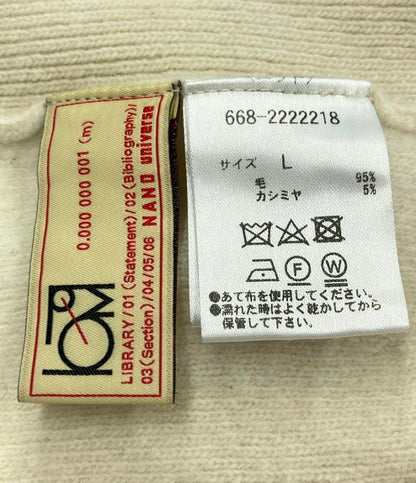 0.000 000 001 (m)
LIBRARY/01(Statement)/02(Bibliography)/
03(Section)/04/05/06 NANO universe
668-2222218
サイズ L
毛 95%
カシミヤ 5%
●あて布を使用してください。
●濡れた時はよく乾かしてから
保管して下さい。